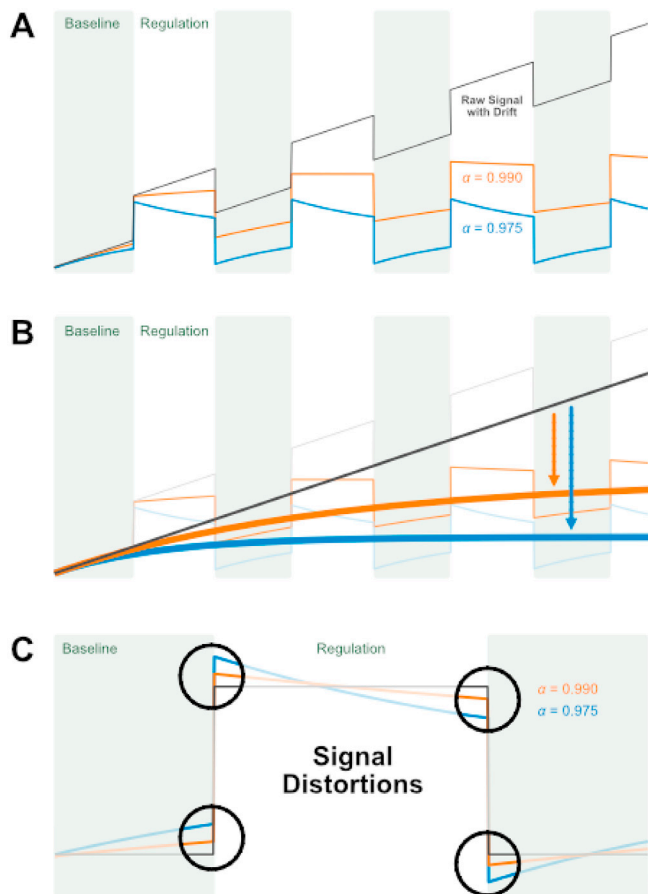 A
Baseline
Regulation
Raw Signal
with Drift
α = 0.990
α = 0.975
B
Baseline
Regulation
C
Baseline
Regulation
α = 0.990
α = 0.975
Signal
Distortions